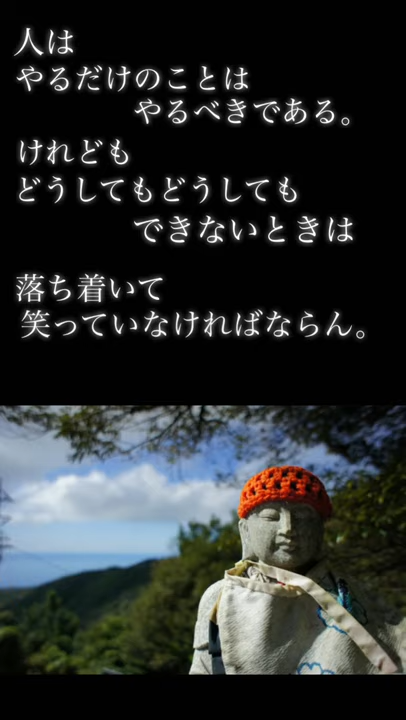 人は
やるだけのことは
やるべきである。
けれども
どうしてもどうしても
できないときは
落ち着いて
笑っていなければならん。